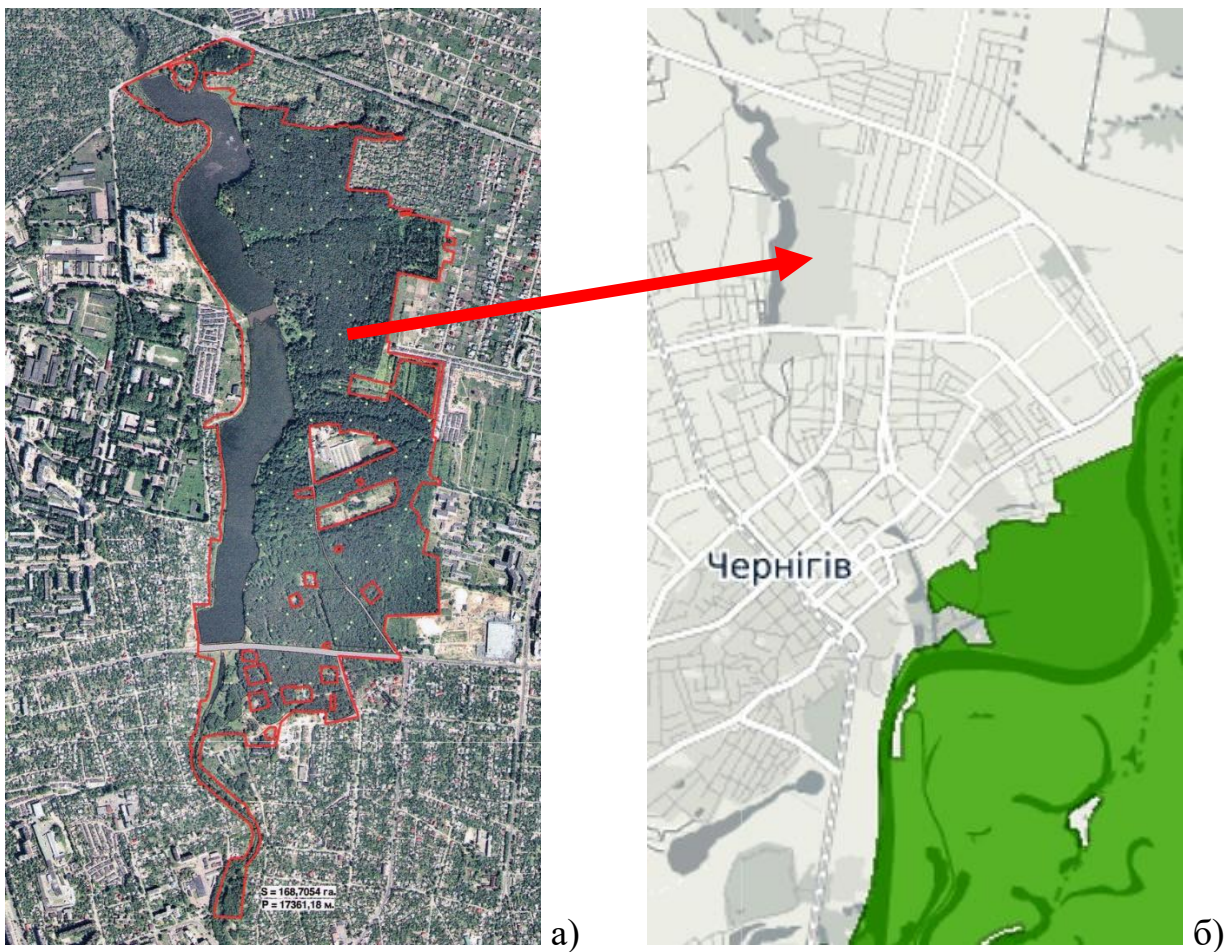 S = 168,7054 га.
P = 17361,18 м.
а)
Чернігів
б)